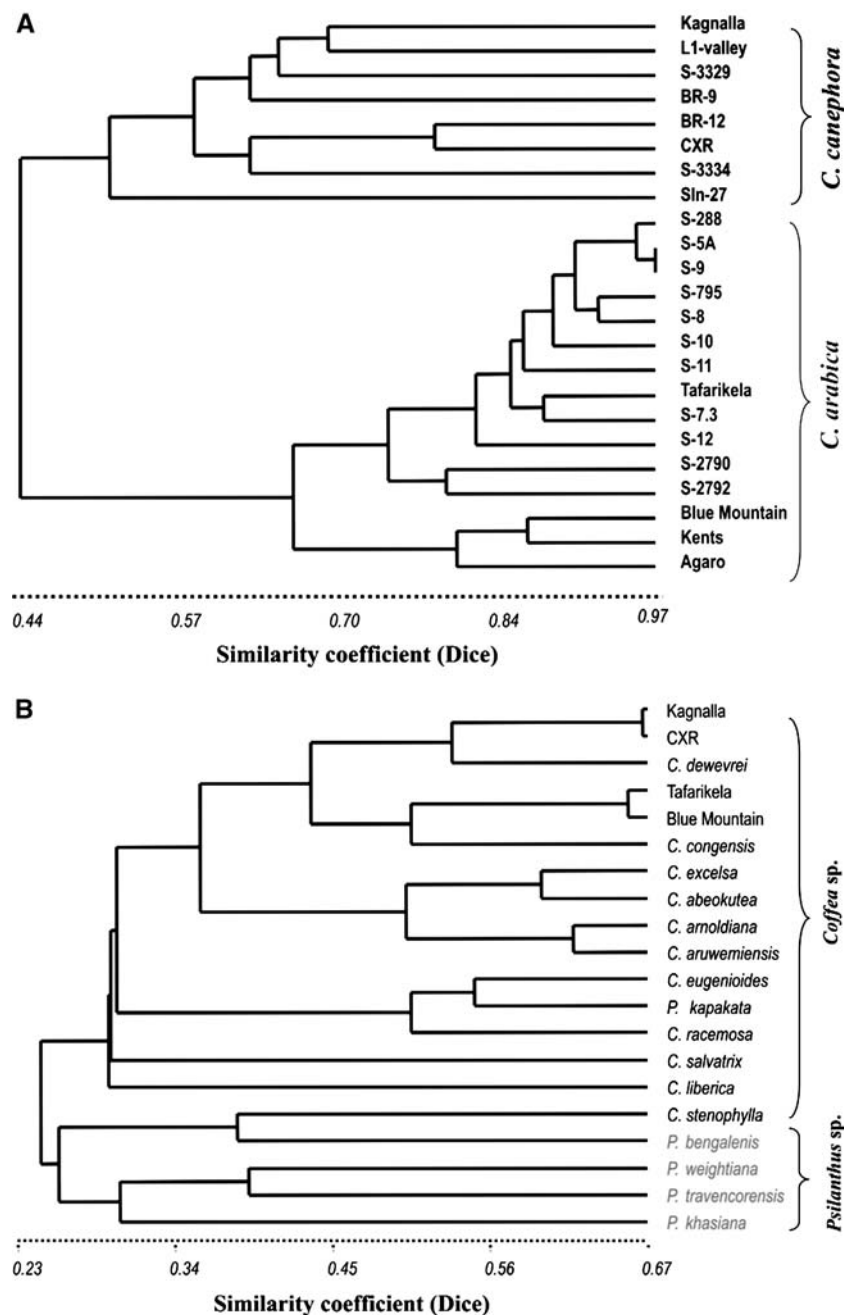 A
Kagnalla
L1-valley
S-3329
BR-9
BR-12
CXR
S-3334
Sln-27
C. canephora
S-288
S-5A
S-9
S-795
S-8
S-10
S-11
Tafarikela
S-7.3
S-12
S-2790
S-2792
Blue Mountain
Kents
Agaro
C. arabica
0.44 0.57 0.70 0.84 0.97
Similarity coefficient (Dice)
B
Kagnalla
CXR
C. dewevrei
Tafarikela
Blue Mountain
C. congensis
C. excelsa
C. abeokutea
C. arnoldiana
C. aruwemiensis
C. eugenioides
P. kapakata
C. racemosa
C. salvatrix
C. liberica
C. stenophylla
Coffea sp.
P. bengalenis
P. weightiana
P. travencorensis
P. khasiana
Psilanthus sp.
0.23 0.34 0.45 0.56 0.67
Similarity coefficient (Dice)